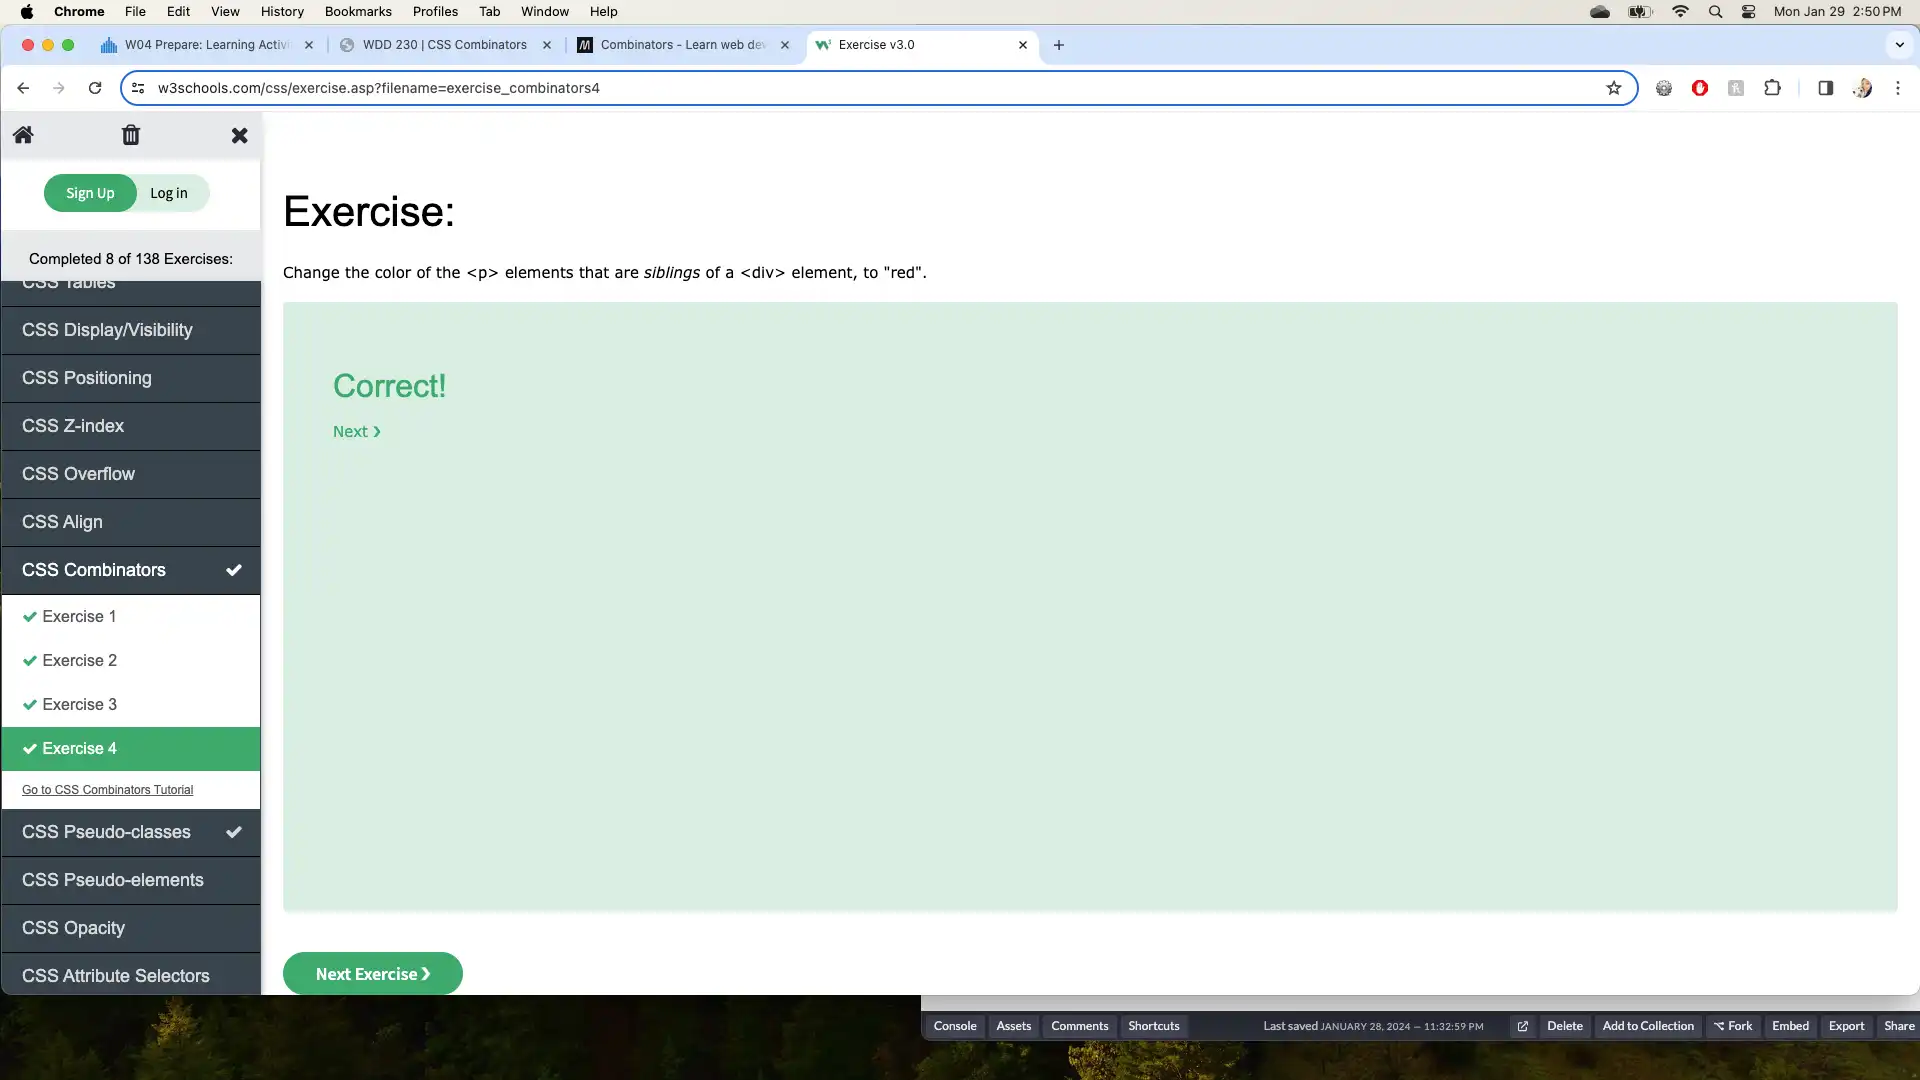 Chrome File Edit View History Bookmarks Profiles Tab Window Help Mon Jan 29 2:50 PM
W04 Prepare: Learning Activi WDD 230 | CSS Combinators Combinators - Learn web dev Exercise v3.0
w3schools.com/css/exercise.asp?filename=exercise_combinators4
Sign Up Log in
Completed 8 of 138 Exercises:
CSS Tables
CSS Display/Visibility
CSS Positioning
CSS Z-index
CSS Overflow
CSS Align
CSS Combinators
Exercise 1
Exercise 2
Exercise 3
Exercise 4
Go to CSS Combinators Tutorial
CSS Pseudo-classes
CSS Pseudo-elements
CSS Opacity
CSS Attribute Selectors
Exercise:
Change the color of the <p> elements that are siblings of a <div> element, to "red".
Correct!
Next ❯
Next Exercise ❯
Console Assets Comments Shortcuts Last saved JANUARY 28, 2024 — 11:32:59 PM Delete Add to Collection Fork Embed Export Share